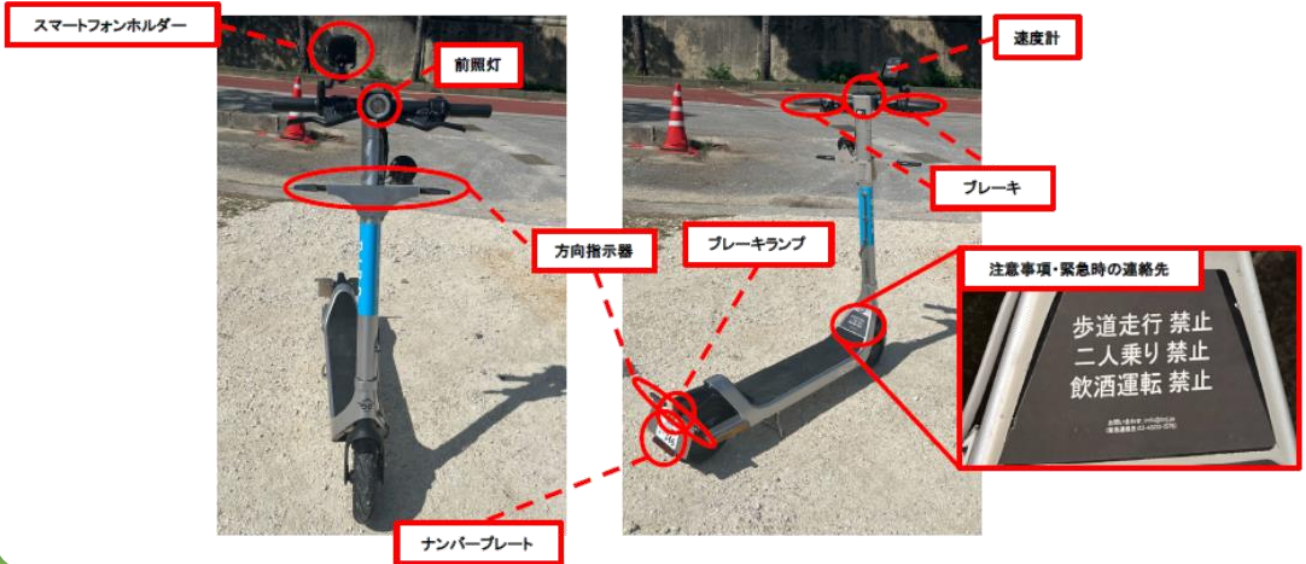 スマートフォンホルダー
前照灯
速度計
ブレーキ
方向指示器
ブレーキランプ
注意事項・緊急時の連絡先
歩道走行 禁止
二人乗り 禁止
飲酒運転 禁止
ナンバープレート